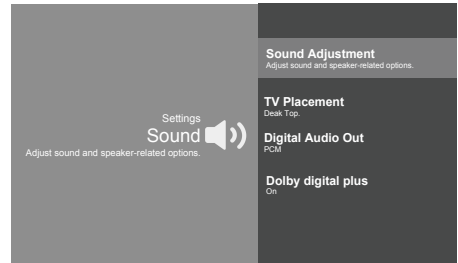 Settings
Sound
Adjust sound and speaker-related options.
Sound Adjustment
Adjust sound and speaker-related options.
TV Placement
Deak Top.
Digital Audio Out
PCM
Dolby digital plus
On